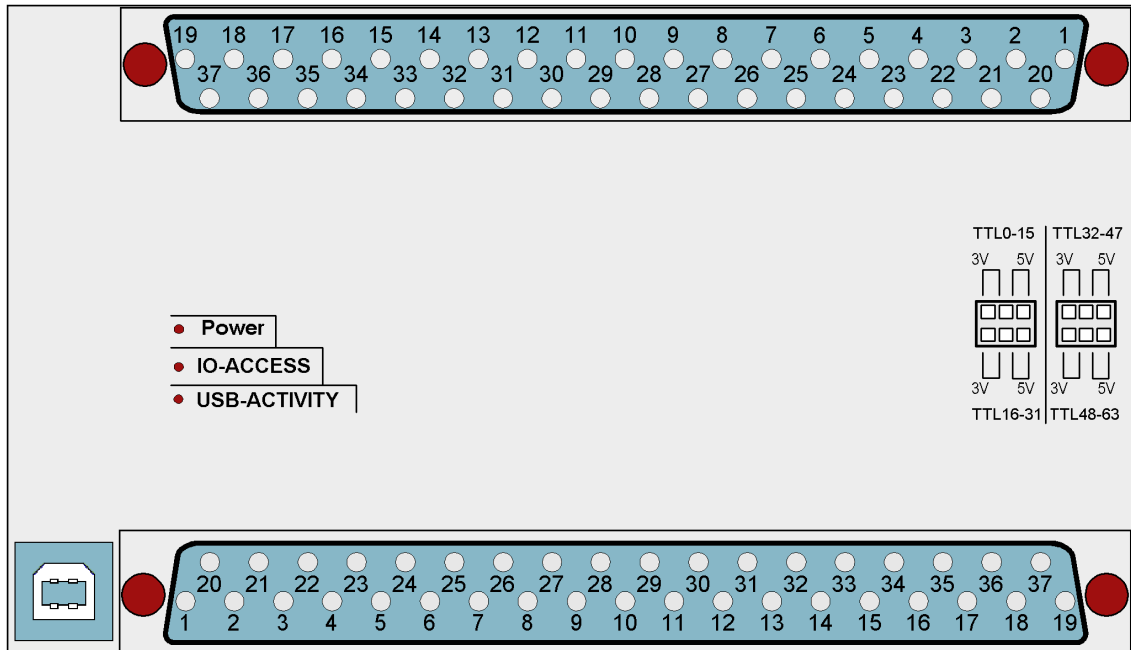 19 18 17 16 15 14 13 12 11 10 9 8 7 6 5 4 3 2 1
37 36 35 34 33 32 31 30 29 28 27 26 25 24 23 22 21 20
TTL0-15 TTL32-47
3V 5V 3V 5V
Power
IO-ACCESS
USB-ACTIVITY
3V 5V 3V 5V
TTL16-31 TTL48-63
20 21 22 23 24 25 26 27 28 29 30 31 32 33 34 35 36 37
1 2 3 4 5 6 7 8 9 10 11 12 13 14 15 16 17 18 19